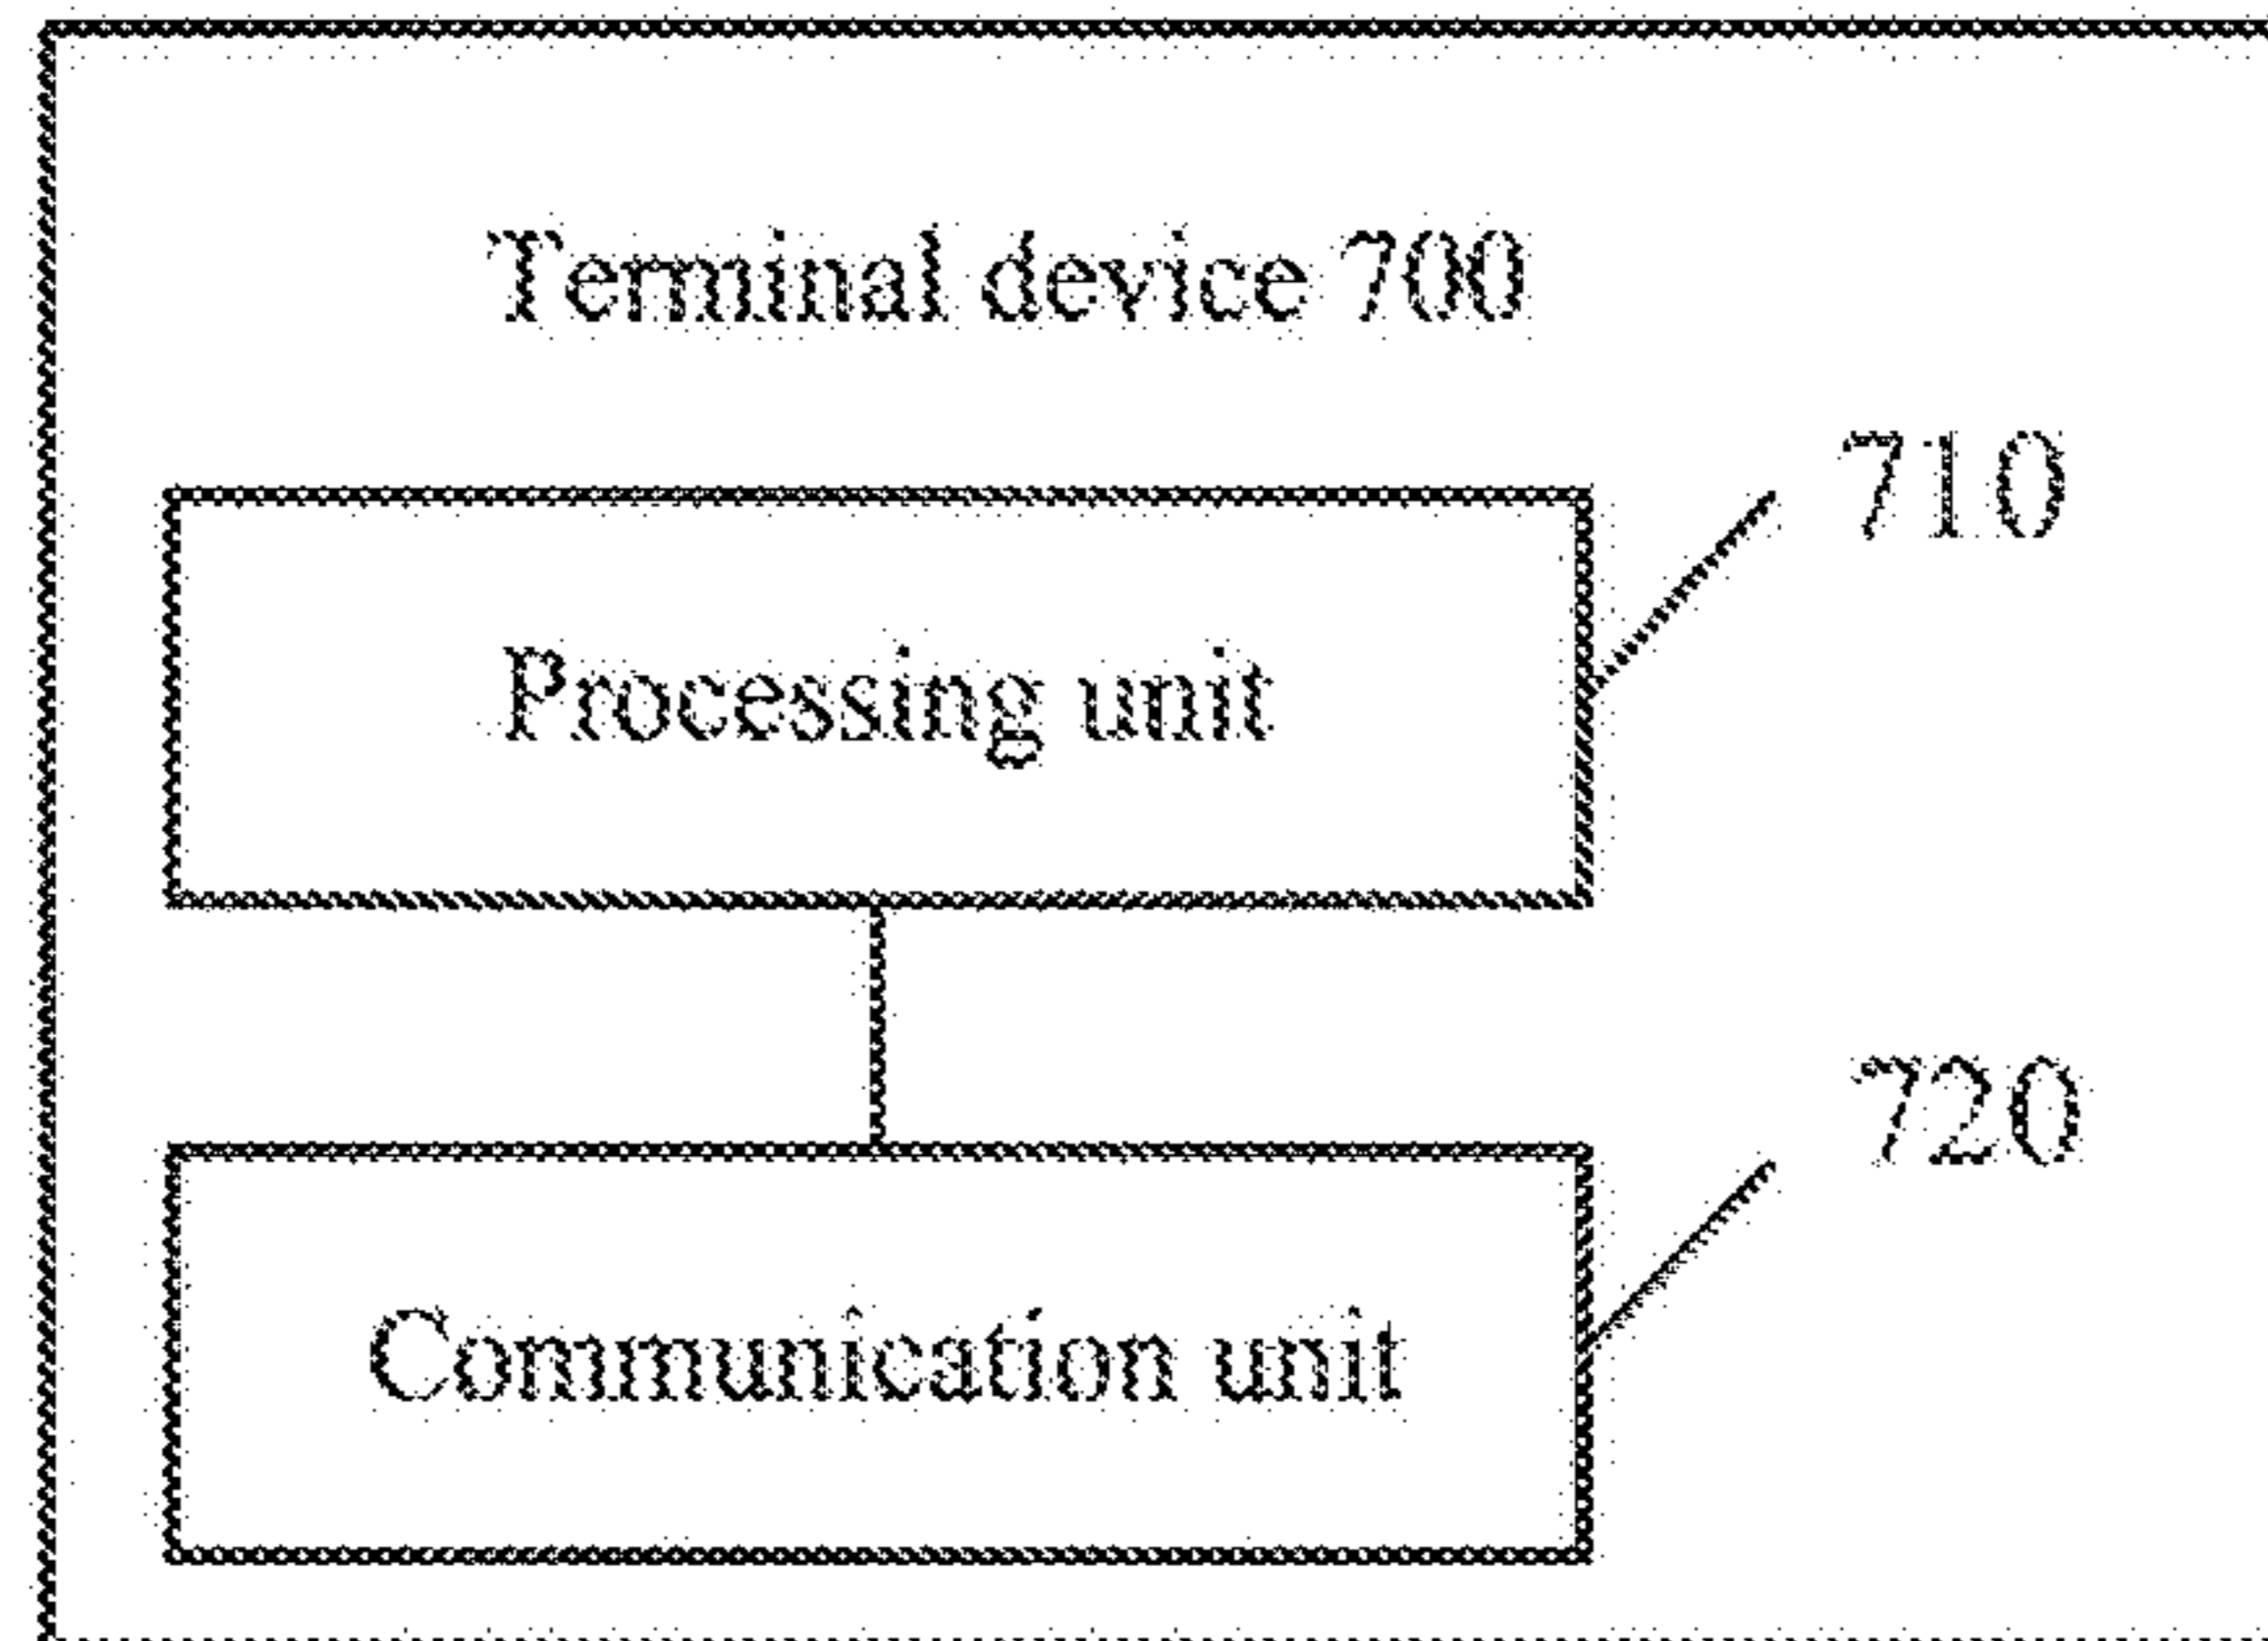 Terminal device 700
710
Processing unit
720
Communication unit